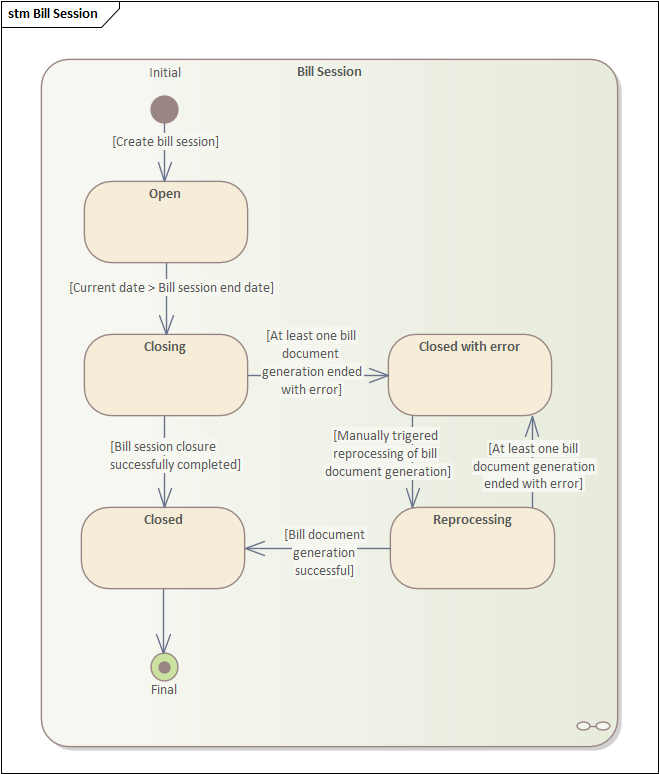 stm Bill Session
Initial
Bill Session
[Create bill session]
Open
[Current date > Bill session end date]
Closing
[At least one bill
document
generation ended
with error]
Closed with error
[Bill session closure
successfully completed]
[Manually trigered
reprocessing of bill
document generation]
[At least one bill
document generation
ended with error]
Closed
[Bill document
generation
successful]
Reprocessing
Final